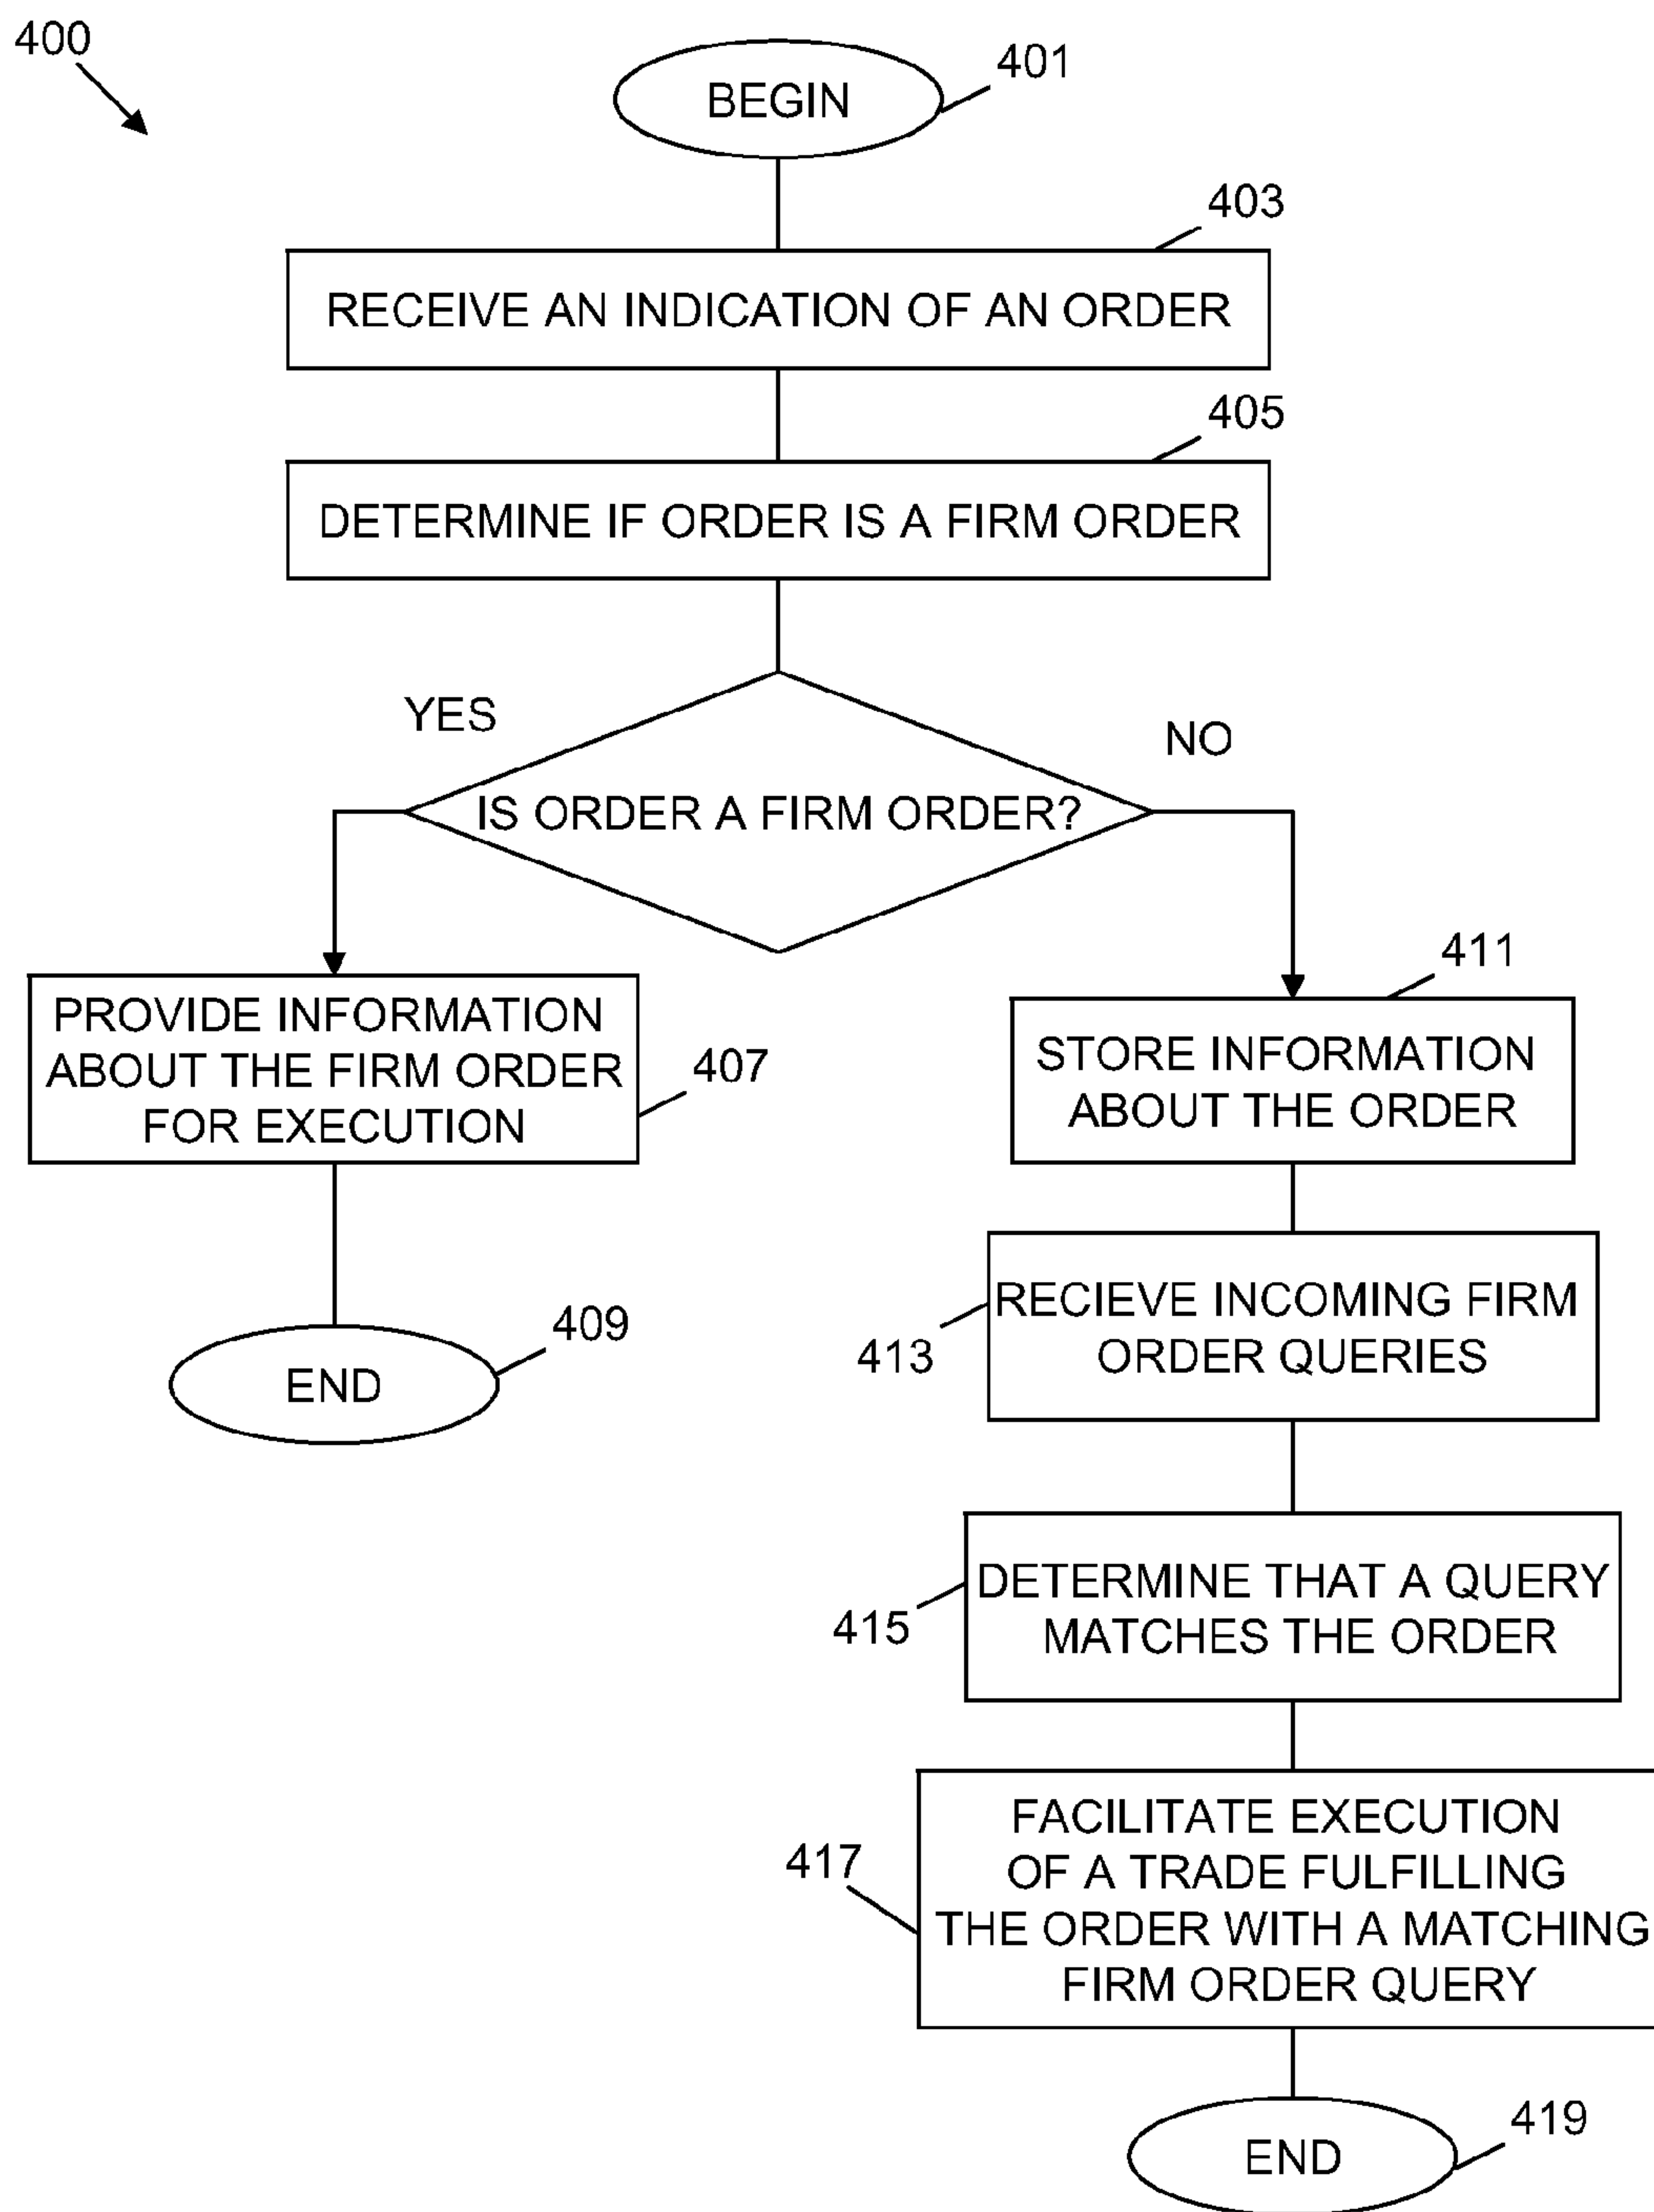 400
401
BEGIN
403
RECEIVE AN INDICATION OF AN ORDER
405
DETERMINE IF ORDER IS A FIRM ORDER
YES
NO
IS ORDER A FIRM ORDER?
PROVIDE INFORMATION
ABOUT THE FIRM ORDER
FOR EXECUTION
407
END
409
411
STORE INFORMATION
ABOUT THE ORDER
RECIEVE INCOMING FIRM
ORDER QUERIES
413
DETERMINE THAT A QUERY
MATCHES THE ORDER
415
FACILITATE EXECUTION
OF A TRADE FULFILLING
THE ORDER WITH A MATCHING
FIRM ORDER QUERY
417
419
END